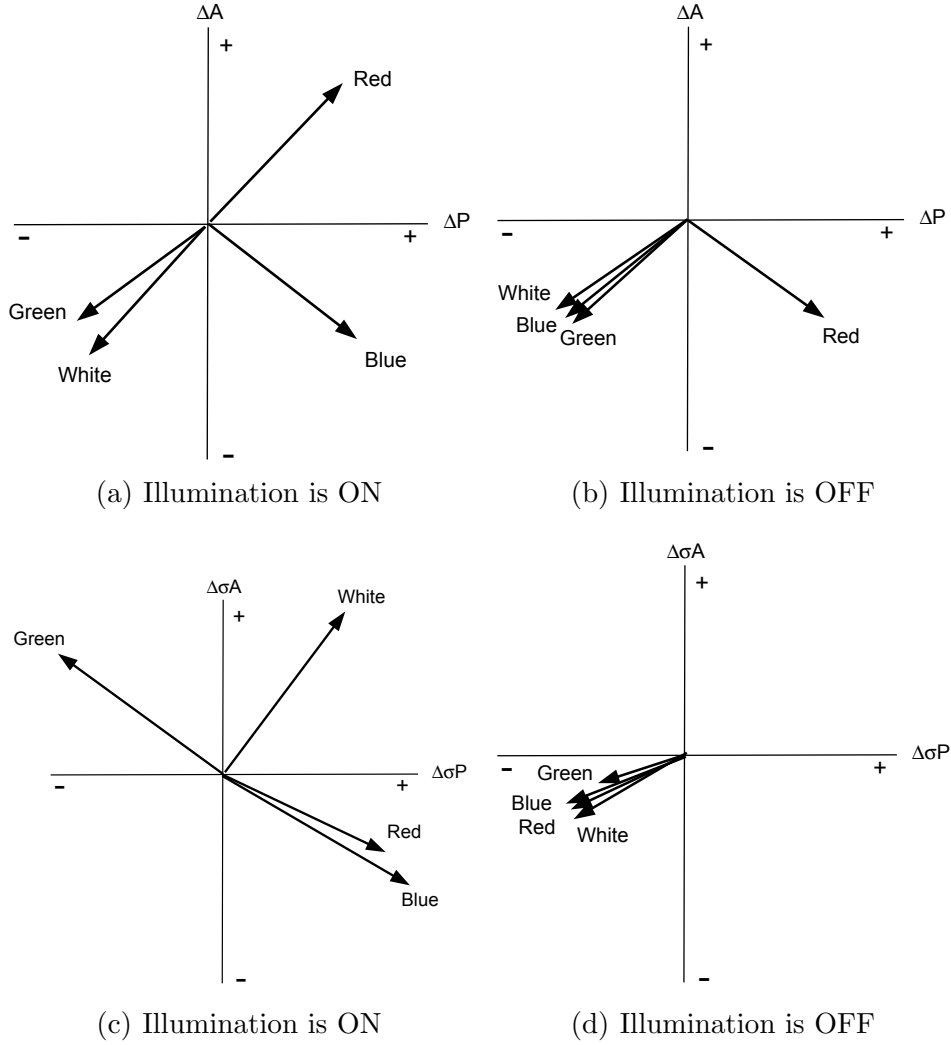 ΔA
+
Red
ΔP
-
+
Green
White
Blue
-
(a) Illumination is ON
ΔA
+
ΔP
-
+
White
Blue
Green
Red
-
(b) Illumination is OFF
ΔσA
+
White
Green
ΔσP
-
+
Red
Blue
-
(c) Illumination is ON
ΔσA
+
ΔσP
-
+
Green
Blue
Red
White
-
(d) Illumination is OFF